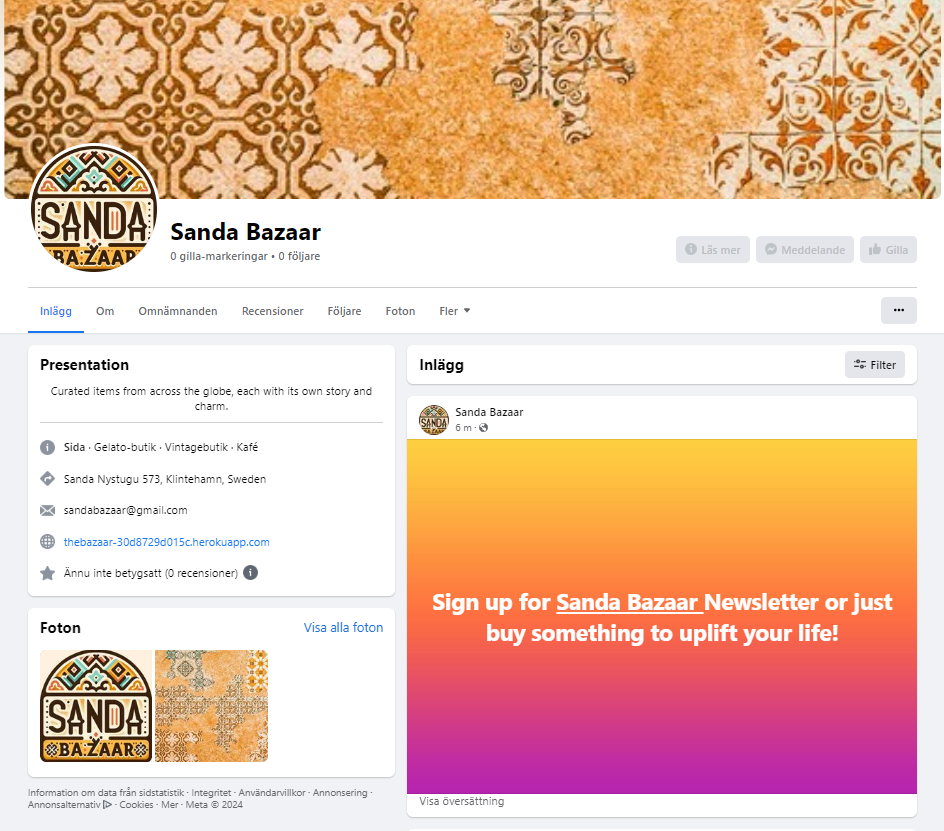 SANDA
BAZAAR
Sanda Bazaar
0 gilla-markeringar • 0 följare
Läs mer
Meddelande
Gilla
Inlägg
Om
Omnämnanden
Recensioner
Följare
Foton
Fler
Presentation
Curated items from across the globe, each with its own story and
charm.
Sida · Gelato-butik · Vintagebutik · Kafé
Sanda Nystugu 573, Klintehamn, Sweden
sandabazaar@gmail.com
thebazaar-30d8729d015c.herokuapp.com
Ännu inte betygsatt (0 recensioner)
Foton
Visa alla foton
SANDA
BAZAAR
Information om data från sidstatistik · Integritet · Användarvillkor · Annonsering ·
Annonsalternativ · Cookies · Mer · Meta © 2024
Inlägg
Filter
SANDA
Sanda Bazaar
6 m ·
Sign up for Sanda Bazaar Newsletter or just
buy something to uplift your life!
Visa översättning